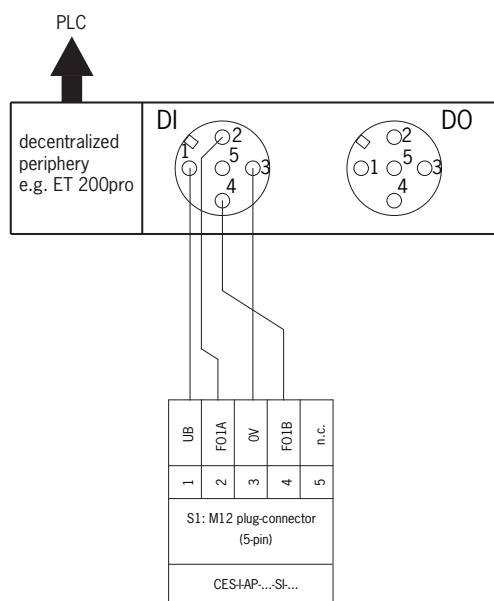 PLC
decentralized
periphery
e.g. ET 200pro
DI
1
2
5
3
4
DO
2
1
5
3
4
UB
FO1A
0V
FO1B
n.c.
1
2
3
4
5
S1: M12 plug-connector
(5-pin)
CES-I-AP-...-SI-...